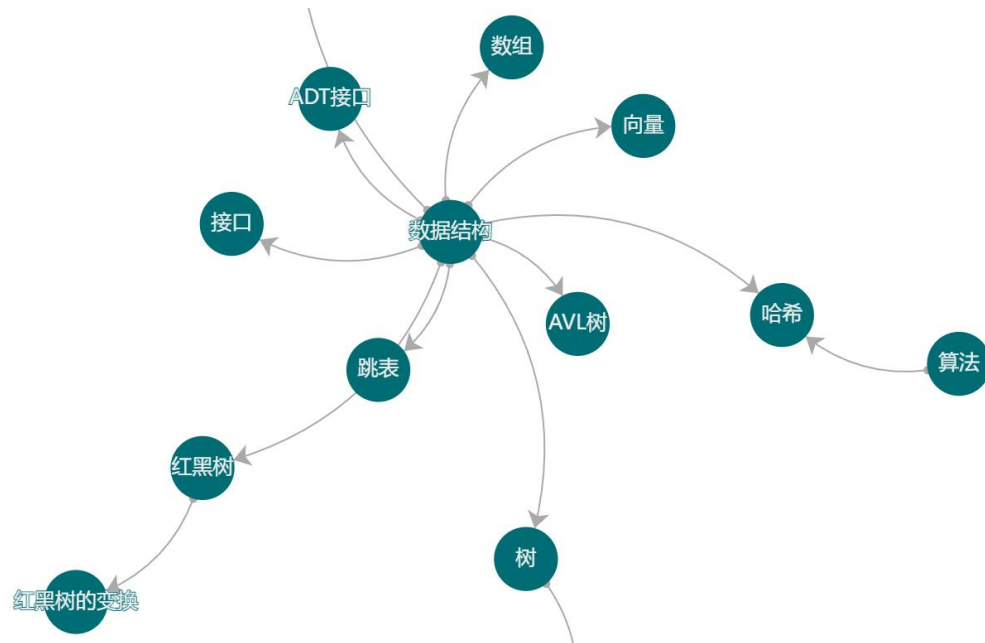 数组
ADT接口
向量
接口
数据结构
哈希
AVL树
算法
跳表
红黑树
树
红黑树的变换